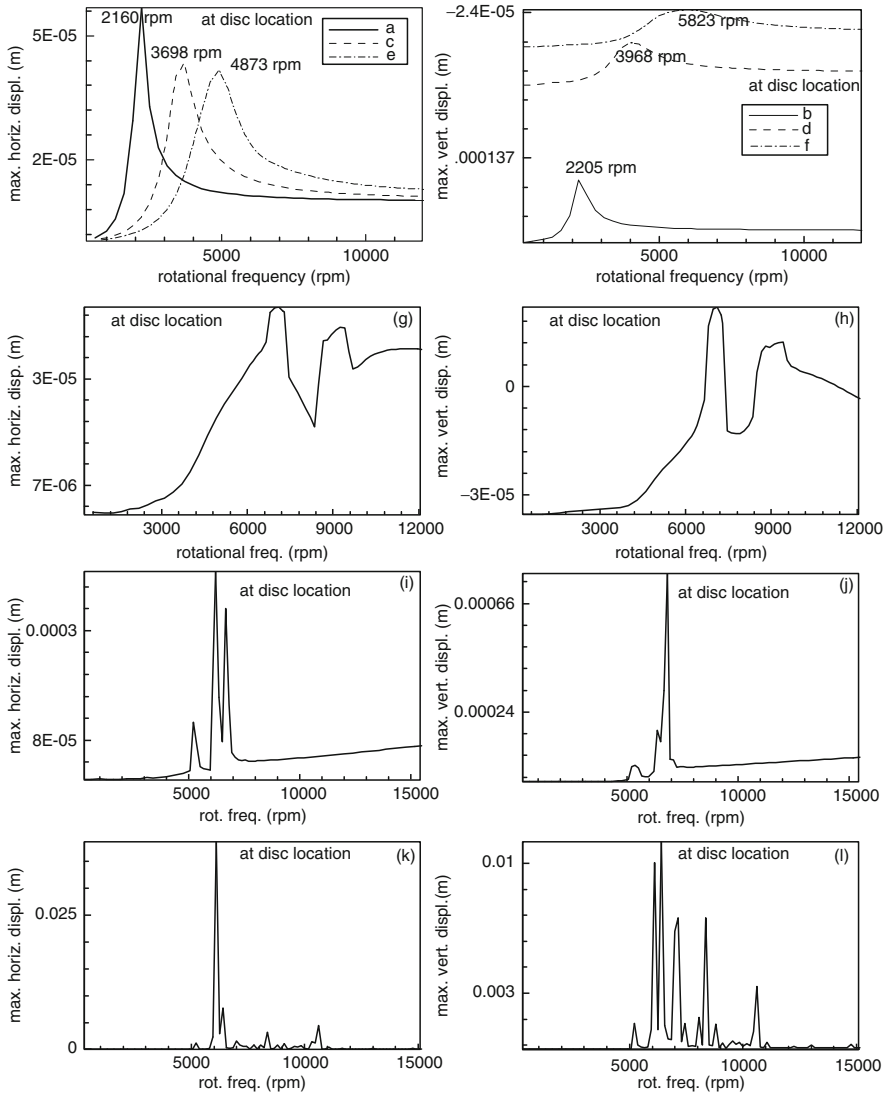 2160 rpm
at disc location
5E-05
a
c
e
3698 rpm
4873 rpm
2E-05
max. horiz. displ. (m)
5000
10000
rotational frequency (rpm)
−2.4E-05
5823 rpm
3968 rpm
at disc location
b
d
f
.000137
2205 rpm
max. vert. displ. (m)
5000
10000
rotational frequency (rpm)
at disc location
(g)
3E-05
7E-06
max. horiz. disp. (m)
3000
6000
9000
12000
rotational freq. (rpm)
at disc location
(h)
0
−3E-05
max. vert. disp. (m)
3000
6000
9000
12000
rotational freq. (rpm)
at disc location
(i)
0.0003
8E-05
max. horiz. displ. (m)
5000
10000
15000
rot. freq. (rpm)
at disc location
(j)
0.00066
0.00024
max. vert. displ. (m)
5000
10000
15000
rot. freq. (rpm)
at disc location
(k)
0.025
0
max. horiz. displ. (m)
5000
10000
15000
rot. freq. (rpm)
at disc location
(l)
0.01
0.003
max. vert. displ.(m)
5000
10000
15000
rot. freq. (rpm)